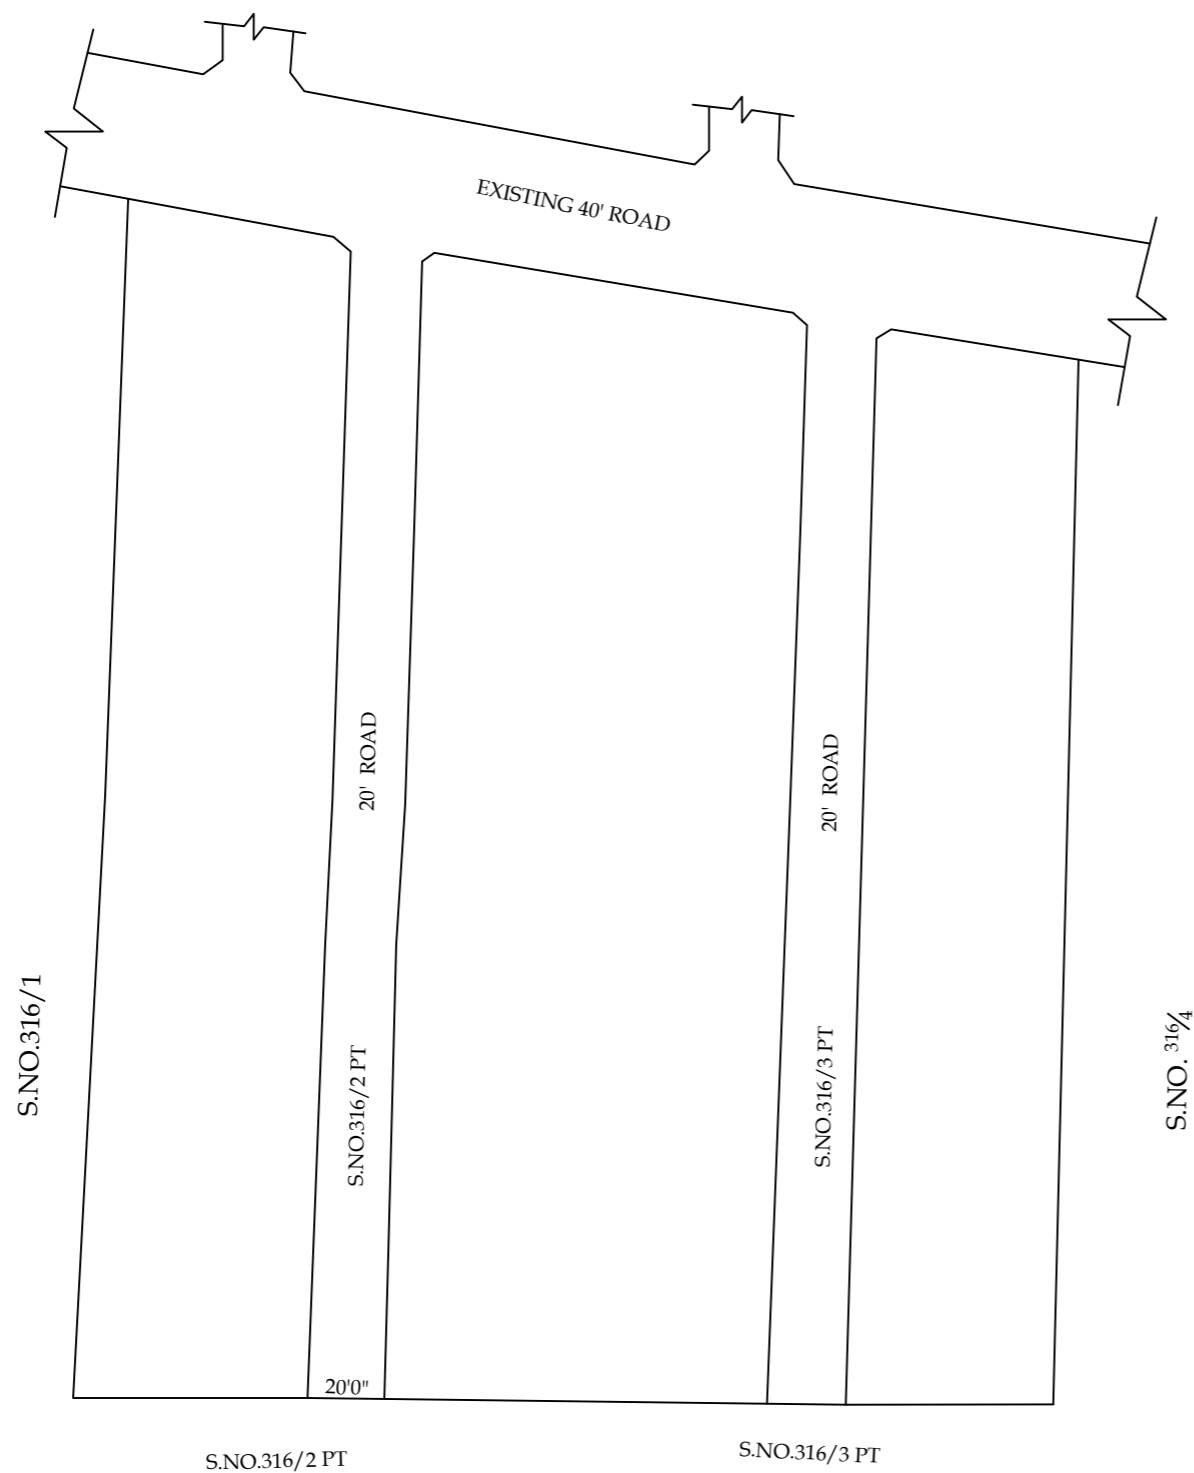 EXISTING 40' ROAD
20' ROAD
20' ROAD
S.NO.316/1
S.NO.316/2 PT
S.NO.316/3 PT
S.NO. 316/4
20'0"
S.NO.316/2 PT
S.NO.316/3 PT